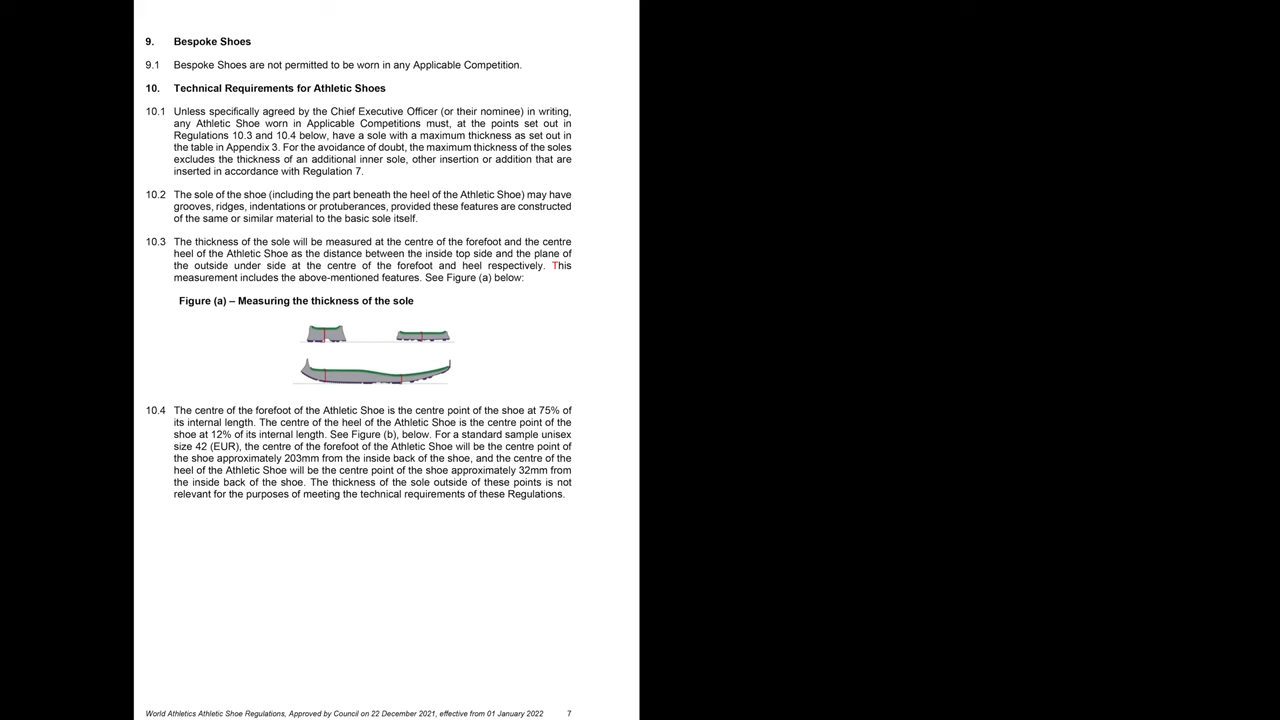 9. Bespoke Shoes
9.1 Bespoke Shoes are not permitted to be worn in any Applicable Competition.
10. Technical Requirements for Athletic Shoes
10.1 Unless specifically agreed by the Chief Executive Officer (or their nominee) in writing,
any Athletic Shoe worn in Applicable Competitions must, at the points set out in
Regulations 10.3 and 10.4 below, have a sole with a maximum thickness as set out in
the table in Appendix 3. For the avoidance of doubt, the maximum thickness of the soles
excludes the thickness of an additional inner sole, other insertion or addition that are
inserted in accordance with Regulation 7.
10.2 The sole of the shoe (including the part beneath the heel of the Athletic Shoe) may have
grooves, ridges, indentations or protuberances, provided these features are constructed
of the same or similar material to the basic sole itself.
10.3 The thickness of the sole will be measured at the centre of the forefoot and the centre
heel of the Athletic Shoe as the distance between the inside top side and the plane of
the outside under side at the centre of the forefoot and heel respectively. This
measurement includes the above-mentioned features. See Figure (a) below:
Figure (a) – Measuring the thickness of the sole
10.4 The centre of the forefoot of the Athletic Shoe is the centre point of the shoe at 75% of
its internal length. The centre of the heel of the Athletic Shoe is the centre point of the
shoe at 12% of its internal length. See Figure (b), below. For a standard sample unisex
size 42 (EUR), the centre of the forefoot of the Athletic Shoe will be the centre point of
the shoe approximately 203mm from the inside back of the shoe, and the centre of the
heel of the Athletic Shoe will be the centre point of the shoe approximately 32mm from
the inside back of the shoe. The thickness of the sole outside of these points is not
relevant for the purposes of meeting the technical requirements of these Regulations.
World Athletics Athletic Shoe Regulations, Approved by Council on 22 December 2021, effective from 01 January 2022 7